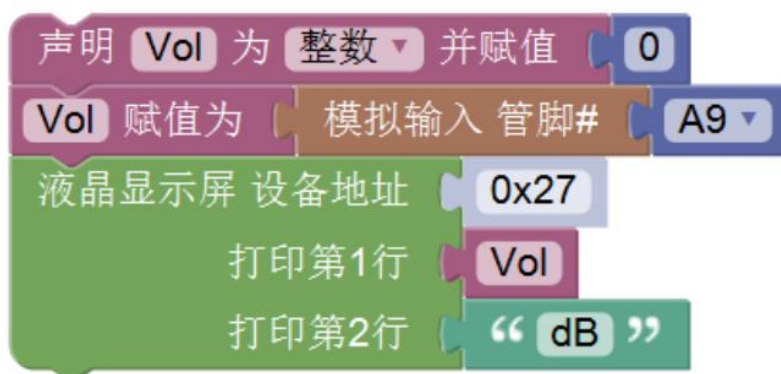 声明 Vol 为 整数 并赋值 0
Vol 赋值为 模拟输入 管脚# A9
液晶显示屏 设备地址 0x27
打印第1行 Vol
打印第2行 “ dB ”